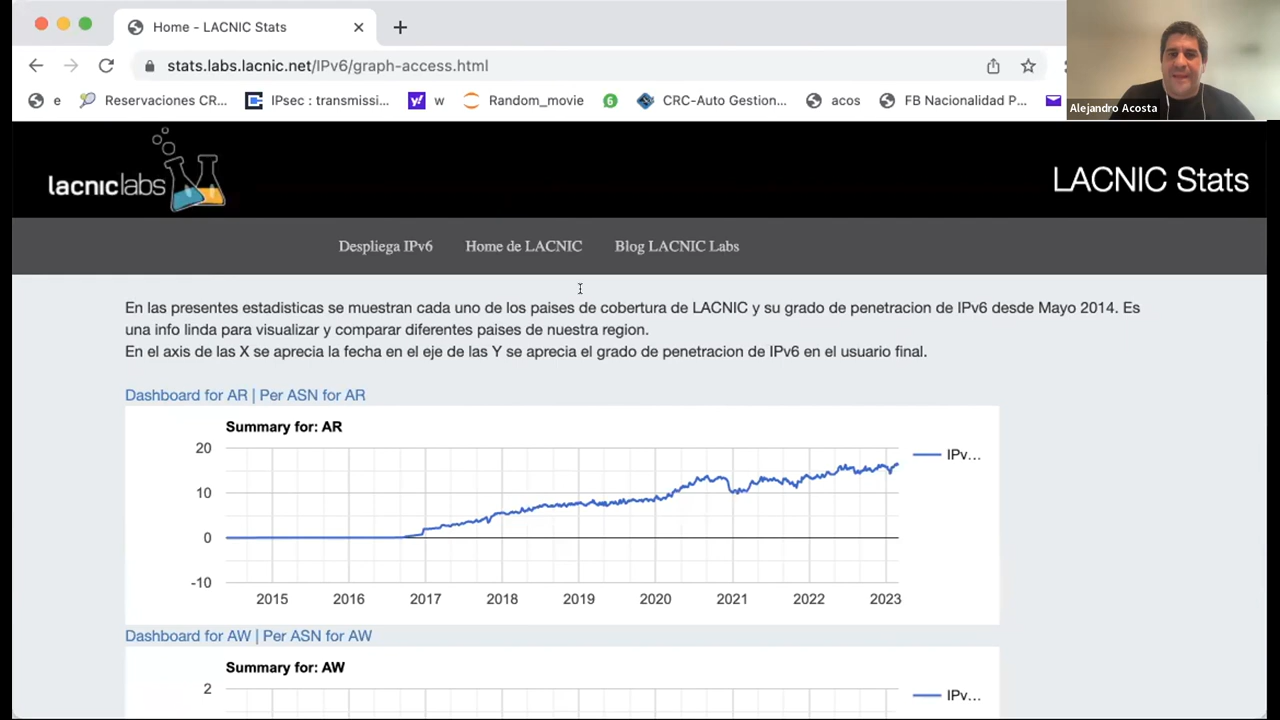 Home - LACNIC Stats
stats.labs.lacnic.net/IPv6/graph-access.html
e
Reservaciones CR...
IPsec : transmissi...
w
Random_movie
6
CRC-Auto Gestion...
acos
FB Nacionalidad P...
Alejandro Acosta
lacniclabs
LACNIC Stats
Despliega IPv6
Home de LACNIC
Blog LACNIC Labs
En las presentes estadisticas se muestran cada uno de los paises de cobertura de LACNIC y su grado de penetracion de IPv6 desde Mayo 2014. Es
una info linda para visualizar y comparar diferentes paises de nuestra region.
En el axis de las X se aprecia la fecha en el eje de las Y se aprecia el grado de penetracion de IPv6 en el usuario final.
Dashboard for AR | Per ASN for AR
Summary for: AR
20
IPv...
10
0
-10
2015 2016 2017 2018 2019 2020 2021 2022 2023
Dashboard for AW | Per ASN for AW
Summary for: AW
2
IPv...